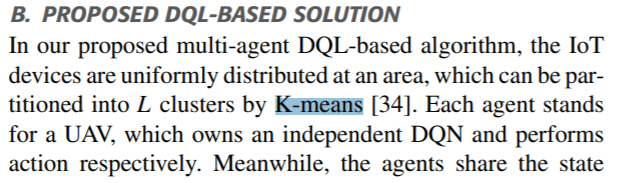 B. PROPOSED DQL-BASED SOLUTION
In our proposed multi-agent DQL-based algorithm, the IoT
devices are uniformly distributed at an area, which can be par-
titioned into L clusters by K-means [34]. Each agent stands
for a UAV, which owns an independent DQN and performs
action respectively. Meanwhile, the agents share the state